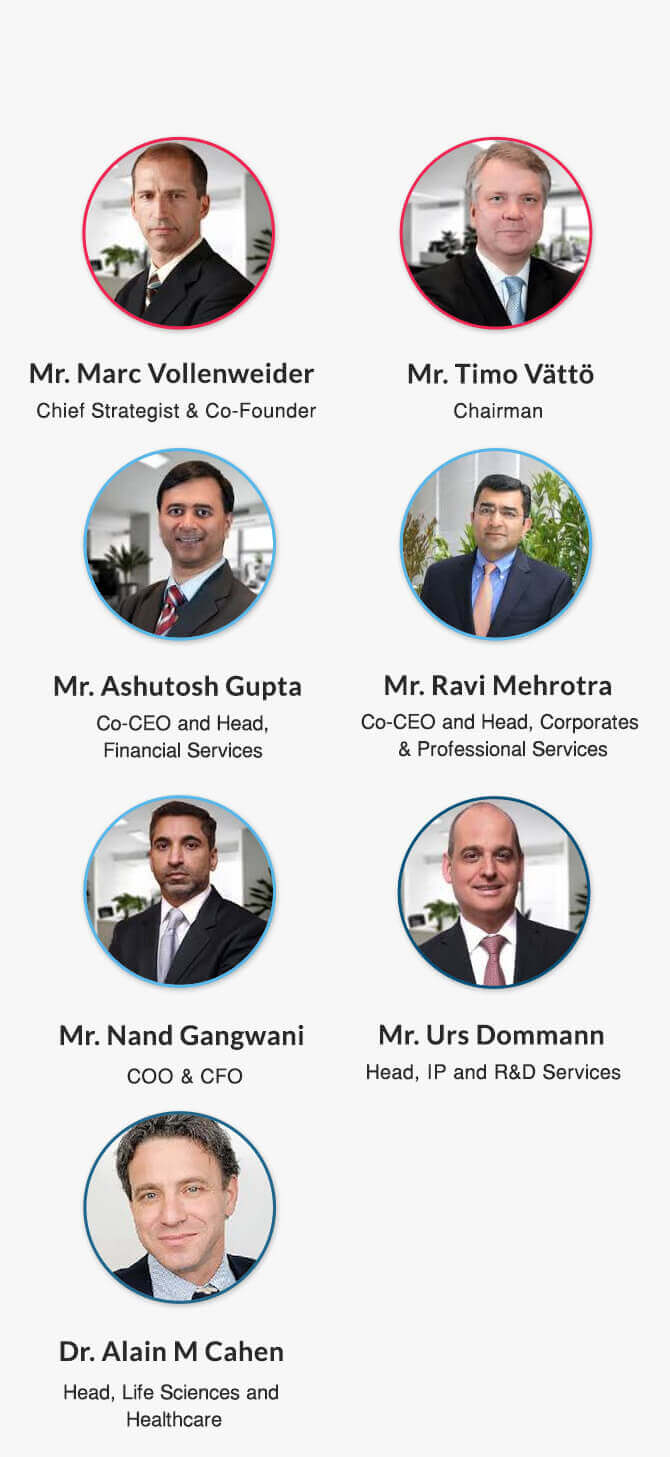 Mr. Marc Vollenweider
Chief Strategist & Co-Founder
Mr. Timo Vättö
Chairman
Mr. Ashutosh Gupta
Co-CEO and Head,
Financial Services
Mr. Ravi Mehrotra
Co-CEO and Head, Corporates
& Professional Services
Mr. Nand Gangwani
COO & CFO
Mr. Urs Dommann
Head, IP and R&D Services
Dr. Alain M Cahen
Head, Life Sciences and
Healthcare